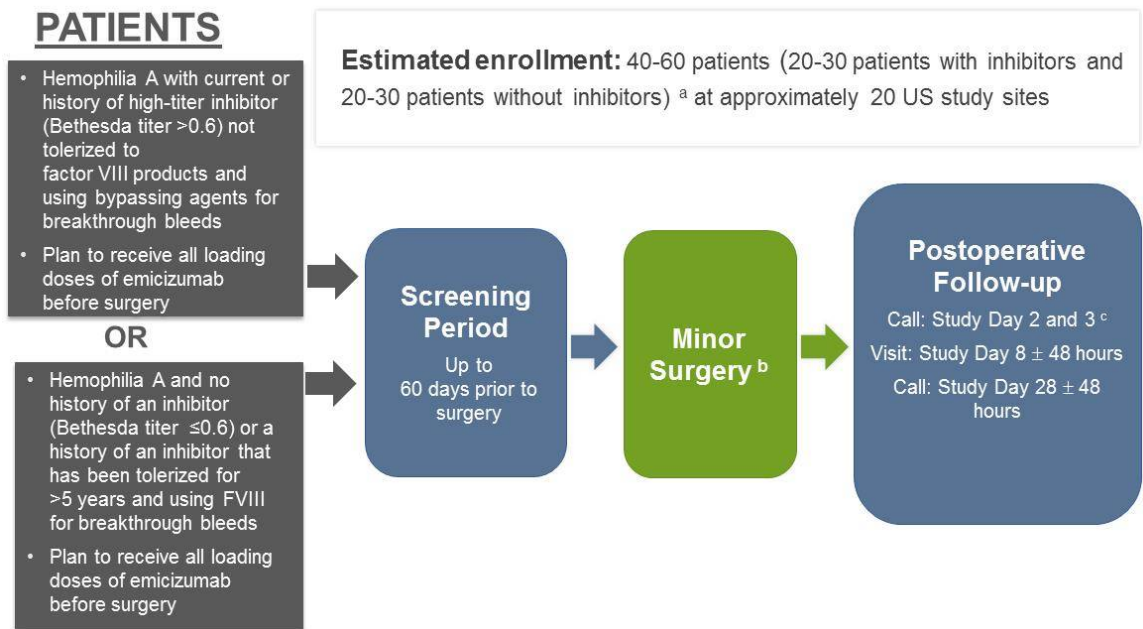 PATIENTS
• Hemophilia A with current or
history of high-titer inhibitor
(Bethesda titer >0.6) not
tolerized to
factor VIII products and
using bypassing agents for
breakthrough bleeds
• Plan to receive all loading
doses of emicizumab
before surgery
OR
• Hemophilia A and no
history of an inhibitor
(Bethesda titer ≤0.6) or a
history of an inhibitor that
has been tolerized for
>5 years and using FVIII
for breakthrough bleeds
• Plan to receive all loading
doses of emicizumab
before surgery
Estimated enrollment: 40-60 patients (20-30 patients with inhibitors and
20-30 patients without inhibitors) a at approximately 20 US study sites
Screening
Period
Up to
60 days prior to
surgery
Minor
Surgery b
Postoperative
Follow-up
Call: Study Day 2 and 3 c
Visit: Study Day 8 ± 48 hours
Call: Study Day 28 ± 48
hours